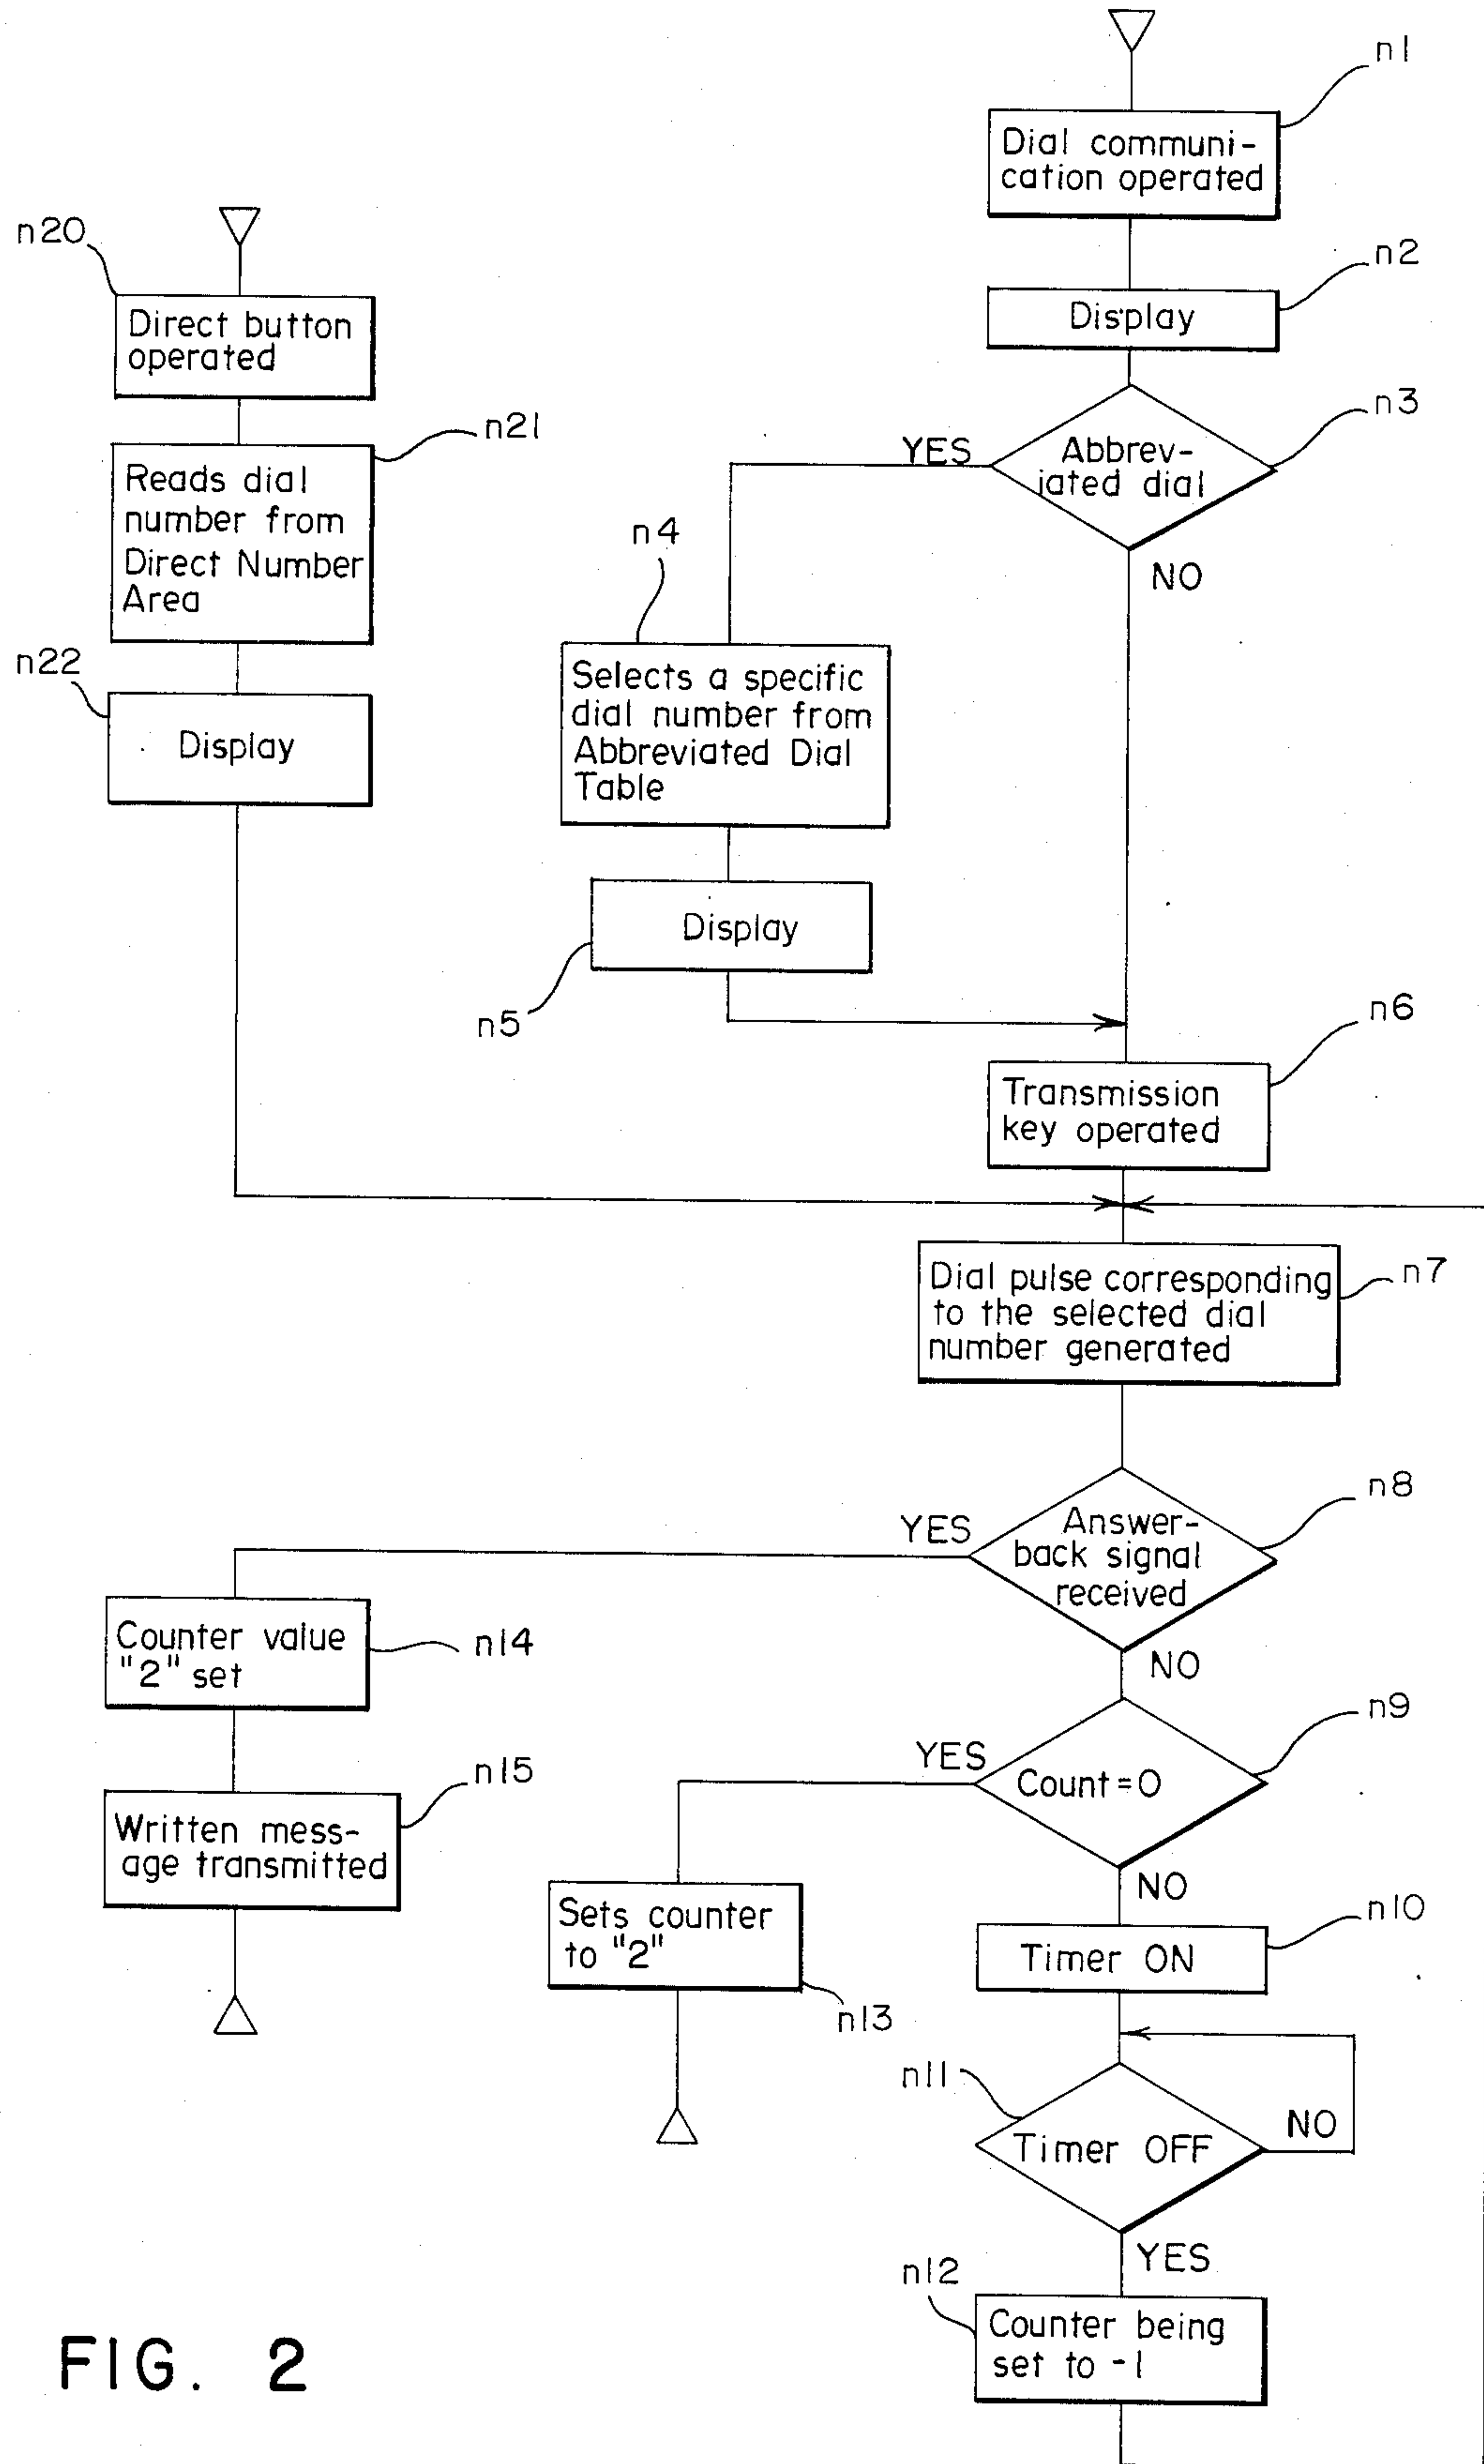 n1
Dial communi-
cation operated
n2
Display
n3
YES
Abbrev-
iated dial
NO
n4
Selects a specific
dial number from
Abbreviated Dial
Table
Display
n5
n6
Transmission
key operated
n20
Direct button
operated
n21
Reads dial
number from
Direct Number
Area
n22
Display
n7
Dial pulse corresponding
to the selected dial
number generated
n8
YES
Answer-
back signal
received
NO
n14
Counter value
"2" set
n15
Written mess-
age transmitted
n9
YES
Count=0
NO
Sets counter
to "2"
n13
n10
Timer ON
n11
Timer OFF
NO
YES
n12
Counter being
set to -1
FIG. 2